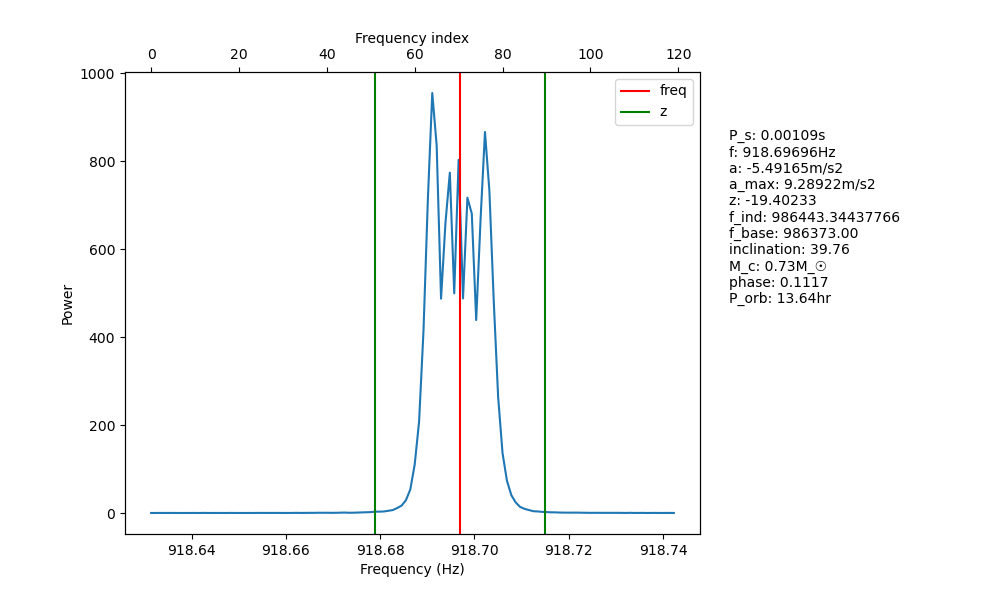 Frequency index
0 20 40 60 80 100 120
1000
800
600
400
200
0
Power
918.64 918.66 918.68 918.70 918.72 918.74
Frequency (Hz)
freq
z
P_s: 0.00109s
f: 918.69696Hz
a: -5.49165m/s2
a_max: 9.28922m/s2
z: -19.40233
f_ind: 986443.34437766
f_base: 986373.00
inclination: 39.76
M_c: 0.73M_☉
phase: 0.1117
P_orb: 13.64hr